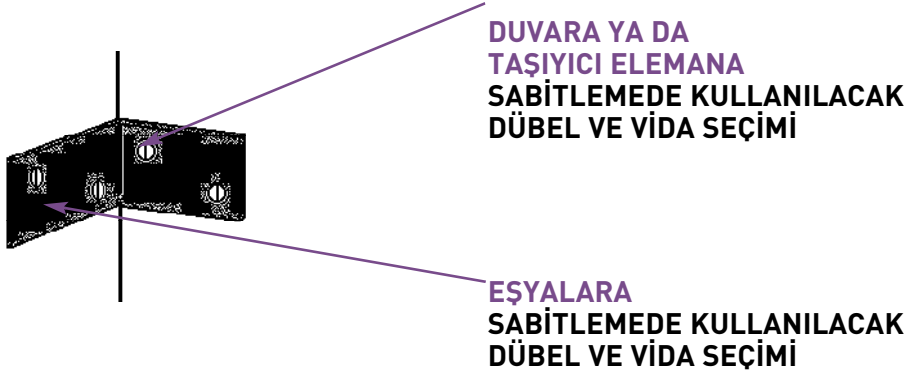 DUVARA YA DA
TAŞIYICI ELEMANA
SABİTLEMEDE KULLANILACAK
DÜBEL VE VİDA SEÇİMİ
EŞYALARA
SABİTLEMEDE KULLANILACAK
DÜBEL VE VİDA SEÇİMİ